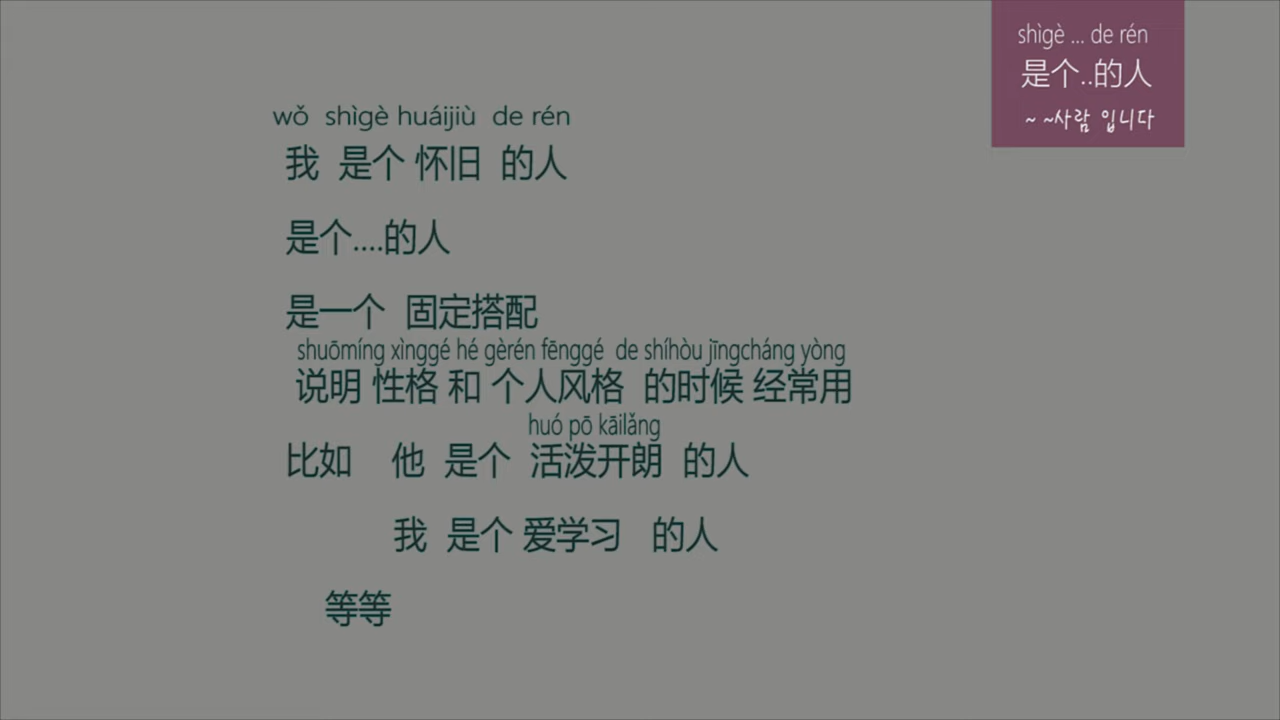 shìgè ... de rén
是个..的人
~ ~사람 입니다
wǒ shìgè huáijiù de rén
我 是个 怀旧 的人
是个....的人
是一个 固定搭配
shuōmíng xìnggé hé gèrén fēnggé de shíhòu jīngcháng yòng
说明 性格 和 个人风格 的时候 经常用
huó pō kāilǎng
比如 他 是个 活泼开朗 的人
我 是个 爱学习 的人
等等